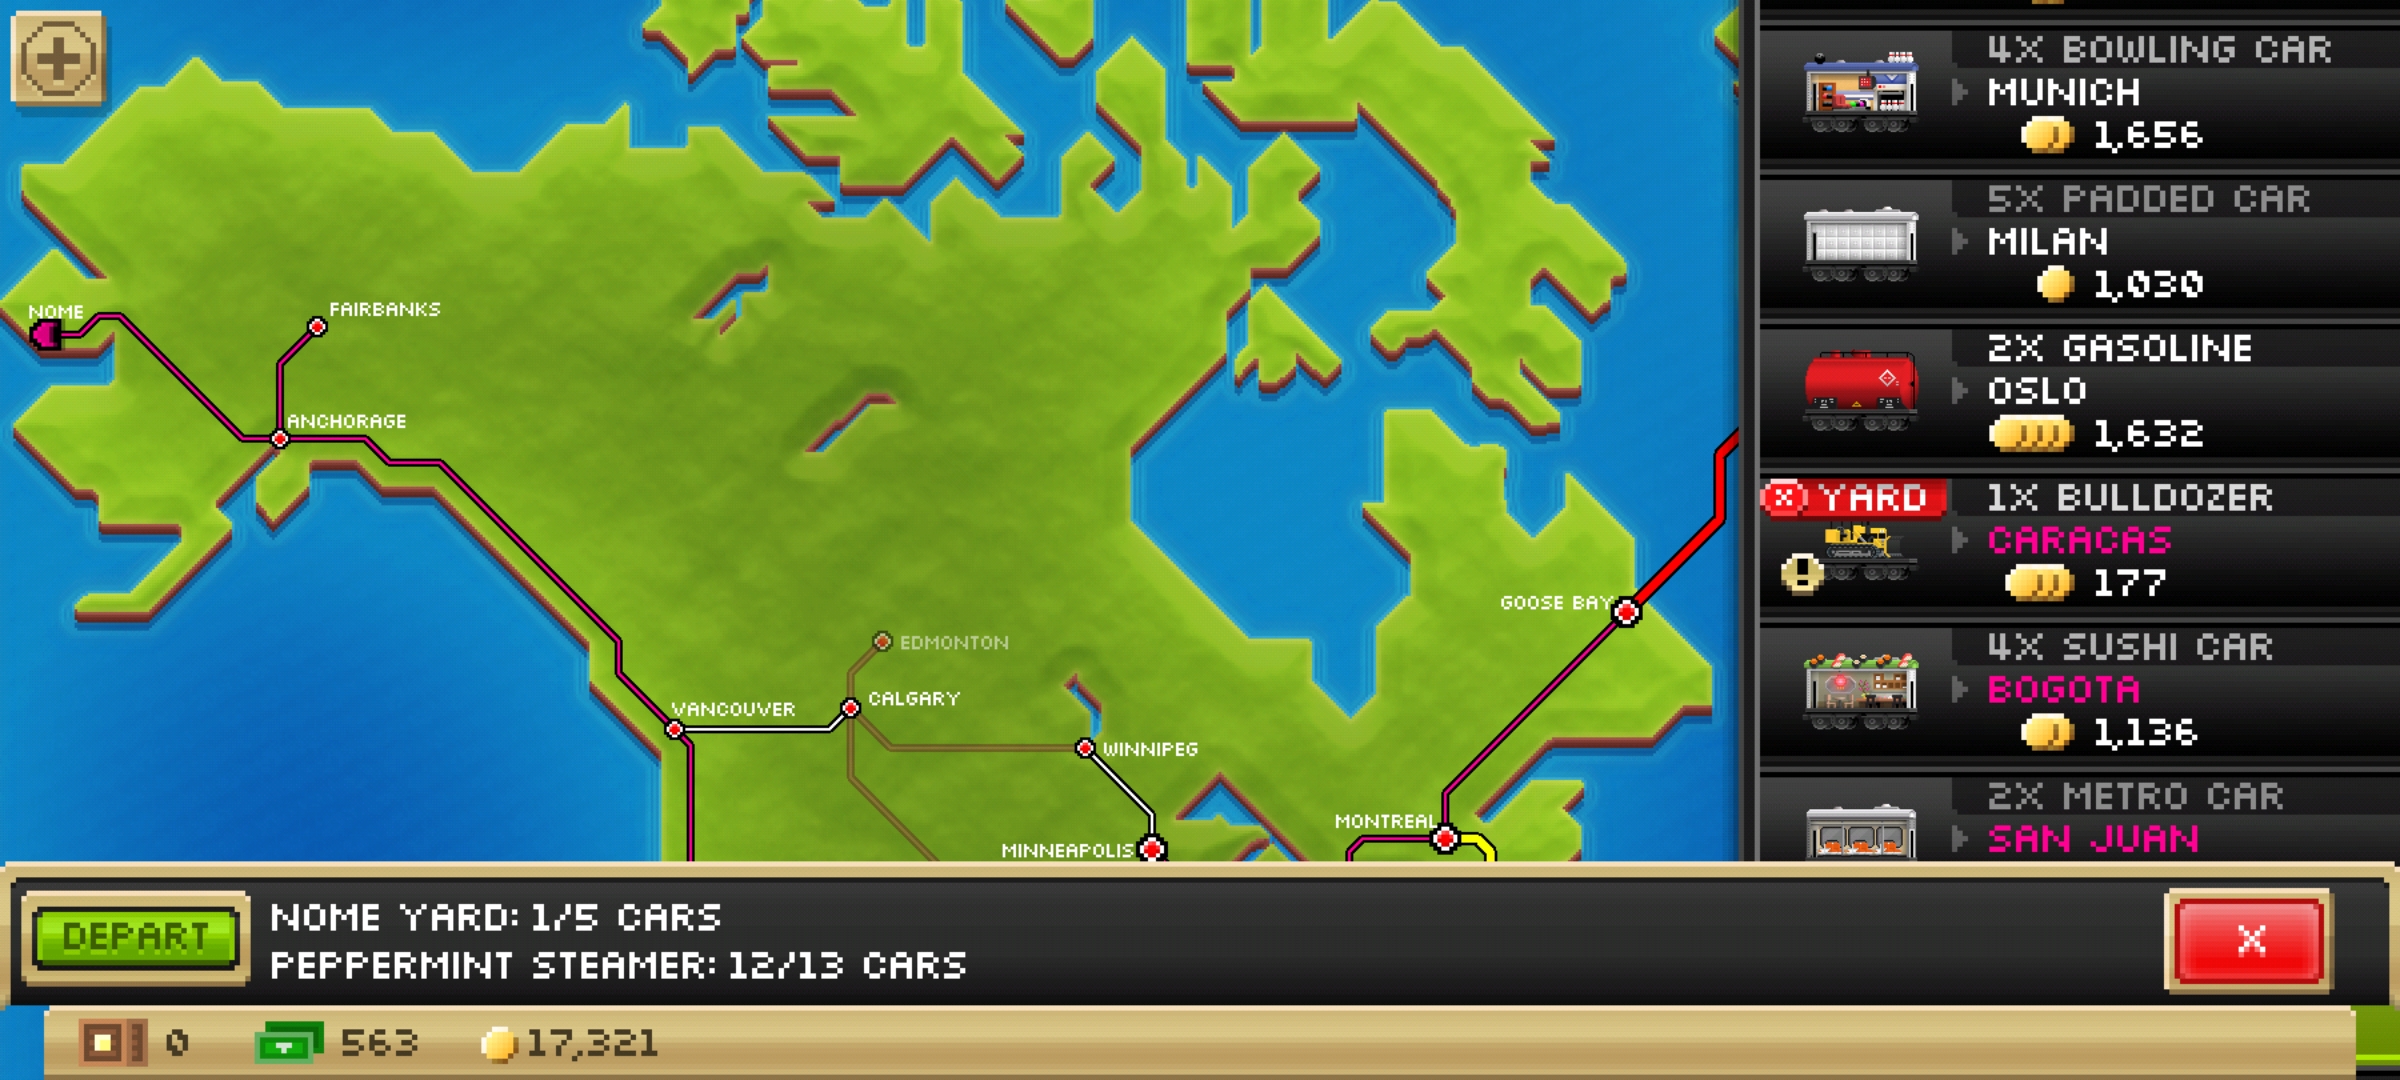 NOME
FAIRBANKS
ANCHORAGE
GOOSE BAY
EDMONTON
CALGARY
VANCOUVER
WINNIPEG
MONTREAL
MINNEAPOLIS
4X BOWLING CAR
MUNICH
1,656
5X PADDED CAR
MILAN
1,030
2X GASOLINE
OSLO
1,632
X YARD
1X BULLDOZER
CARACAS
! 177
4X SUSHI CAR
BOGOTA
1,136
2X METRO CAR
SAN JUAN
DEPART
NOME YARD: 1/5 CARS
PEPPERMINT STEAMER: 12/13 CARS
X
0 563 17,321